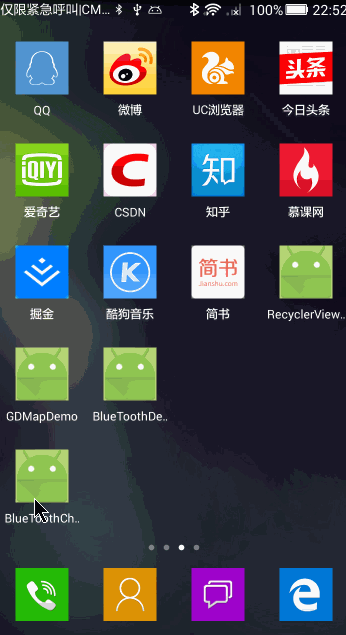 仅限紧急呼叫|CM... 100% 22:52
头条
QQ 微博 UC浏览器 今日头条
iQIYI C 知
爱奇艺 CSDN 知乎 慕课网
K 简书
Jianshu.com
掘金 酷狗音乐 简书 RecyclerView..
GDMapDemo BlueToothDe..
BlueToothCh..